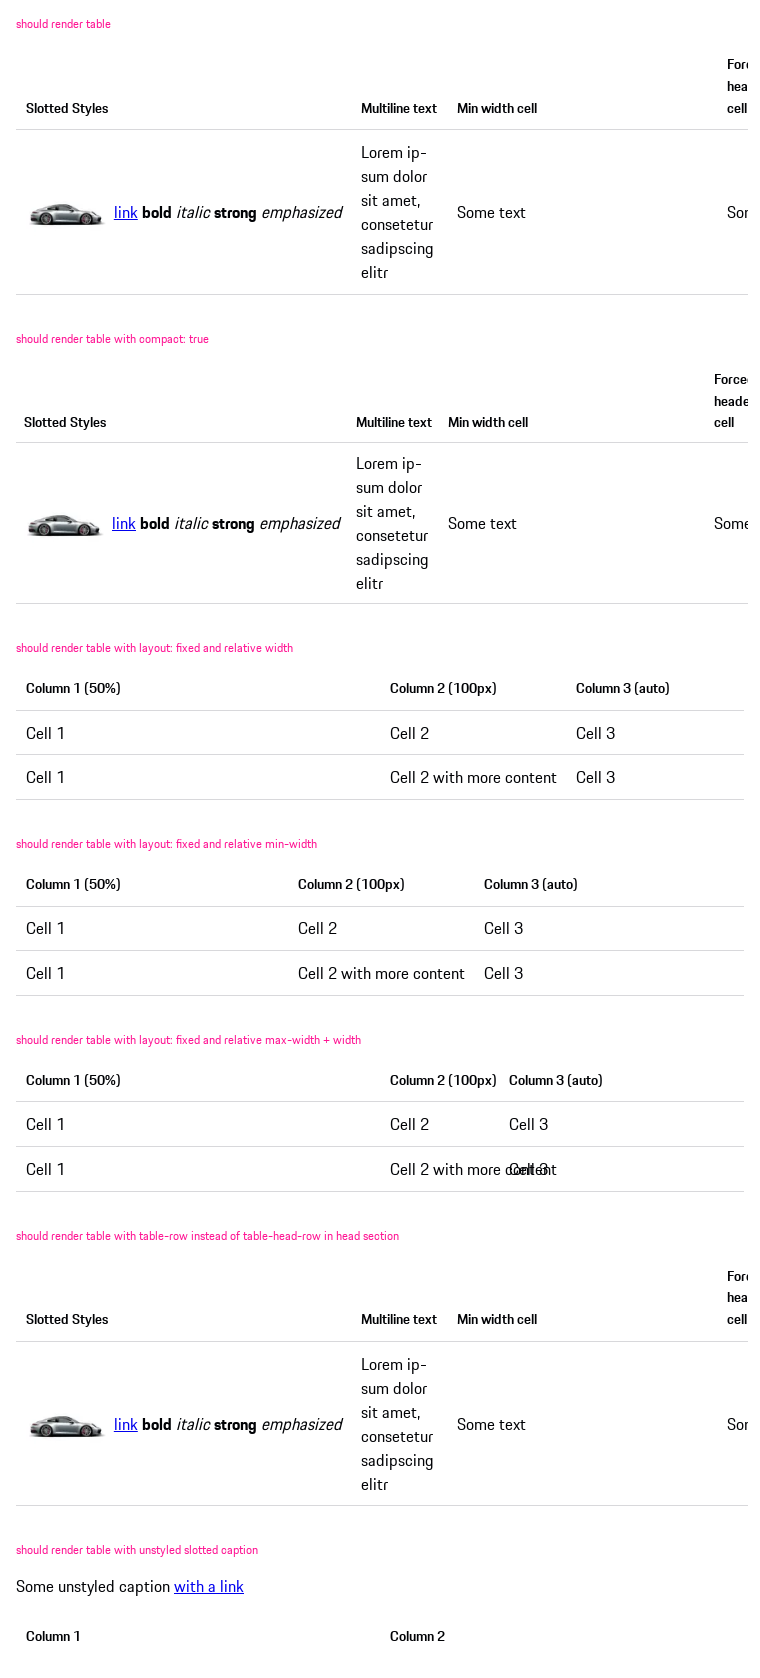 should render table
Forc
Slotted Styles Multiline text Min width cell hea
cell
Lorem ip-
sum dolor
sit amet,
link bold italic strong emphasized consetetur Some text Som
sadipscing
elitr
should render table with compact: true
Forced
Slotted Styles Multiline text Min width cell heade
cell
Lorem ip-
sum dolor
sit amet,
link bold italic strong emphasized consetetur Some text Some
sadipscing
elitr
should render table with layout: fixed and relative width
Column 1 (50%) Column 2 (100px) Column 3 (auto)
Cell 1 Cell 2 Cell 3
Cell 1 Cell 2 with more content Cell 3
should render table with layout: fixed and relative min-width
Column 1 (50%) Column 2 (100px) Column 3 (auto)
Cell 1 Cell 2 Cell 3
Cell 1 Cell 2 with more content Cell 3
should render table with layout: fixed and relative max-width + width
Column 1 (50%) Column 2 (100px) Column 3 (auto)
Cell 1 Cell 2 Cell 3
Cell 1 Cell 2 with more content Cell 3
should render table with table-row instead of table-head-row in head section
Forc
Slotted Styles Multiline text Min width cell hea
cell
Lorem ip-
sum dolor
sit amet,
link bold italic strong emphasized consetetur Some text Som
sadipscing
elitr
should render table with unstyled slotted caption
Some unstyled caption with a link
Column 1 Column 2